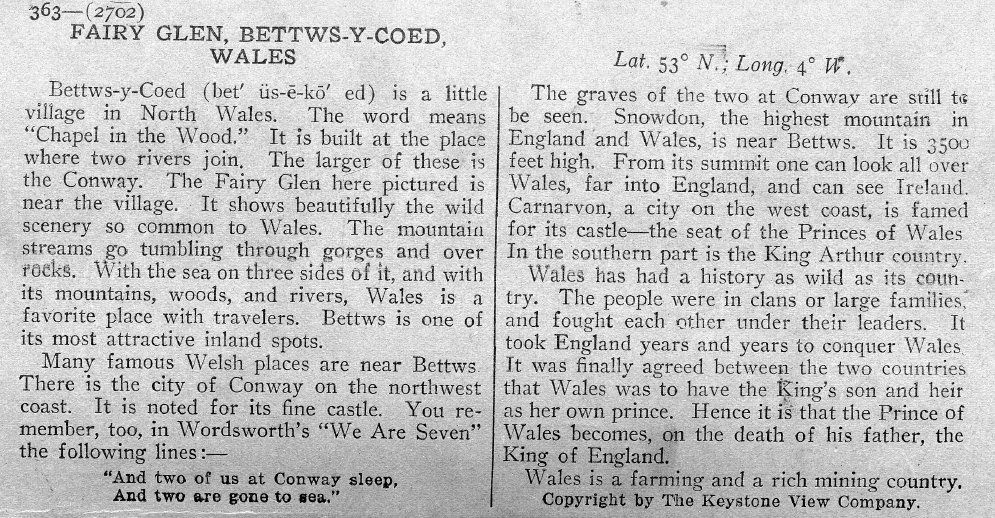 363—(2702)
FAIRY GLEN, BETTWS-Y-COED,
WALES
Bettws-y-Coed (bet′ üs-ē-kō′ ed) is a little
village in North Wales. The word means
“Chapel in the Wood.” It is built at the place
where two rivers join. The larger of these is
the Conway. The Fairy Glen here pictured is
near the village. It shows beautifully the wild
scenery so common to Wales. The mountain
streams go tumbling through gorges and over
rocks. With the sea on three sides of it, and with
its mountains, woods, and rivers, Wales is a
favorite place with travelers. Bettws is one of
its most attractive inland spots.
Many famous Welsh places are near Bettws
There is the city of Conway on the northwest
coast. It is noted for its fine castle. You re-
member, too, in Wordsworth’s “We Are Seven”
the following lines:—
“And two of us at Conway sleep,
And two are gone to sea.”
Lat. 53° N.; Long. 4° W.
The graves of the two at Conway are still to
be seen. Snowdon, the highest mountain in
England and Wales, is near Bettws. It is 3500
feet high. From its summit one can look all over
Wales, far into England, and can see Ireland.
Carnarvon, a city on the west coast, is famed
for its castle—the seat of the Princes of Wales
In the southern part is the King Arthur country.
Wales has had a history as wild as its coun-
try. The people were in clans or large families,
and fought each other under their leaders. It
took England years and years to conquer Wales
It was finally agreed between the two countries
that Wales was to have the King’s son and heir
as her own prince. Hence it is that the Prince of
Wales becomes, on the death of his father, the
King of England.
Wales is a farming and a rich mining country.
Copyright by The Keystone View Company.